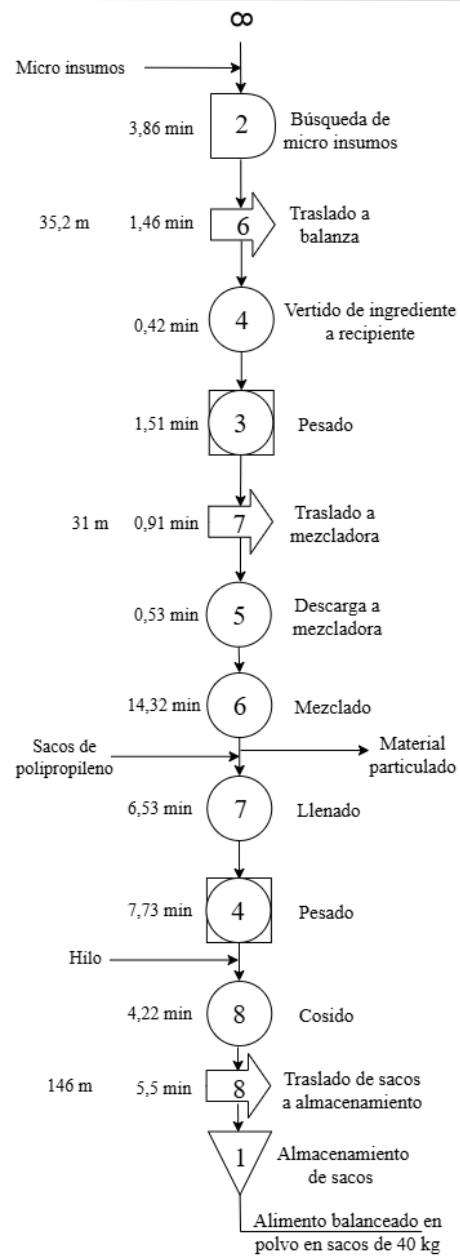 ∞
Micro insumos
3,86 min
2
Búsqueda de
micro insumos
35,2 m
1,46 min
6
Traslado a
balanza
0,42 min
4
Vertido de ingrediente
a recipiente
1,51 min
3
Pesado
31 m
0,91 min
7
Traslado a
mezcladora
0,53 min
5
Descarga a
mezcladora
14,32 min
6
Mezclado
Sacos de
polipropileno
Material
particulado
6,53 min
7
Llenado
7,73 min
4
Pesado
Hilo
4,22 min
8
Cosido
146 m
5,5 min
8
Traslado de sacos
a almacenamiento
1
Almacenamiento
de sacos
Alimento balanceado en
polvo en sacos de 40 kg